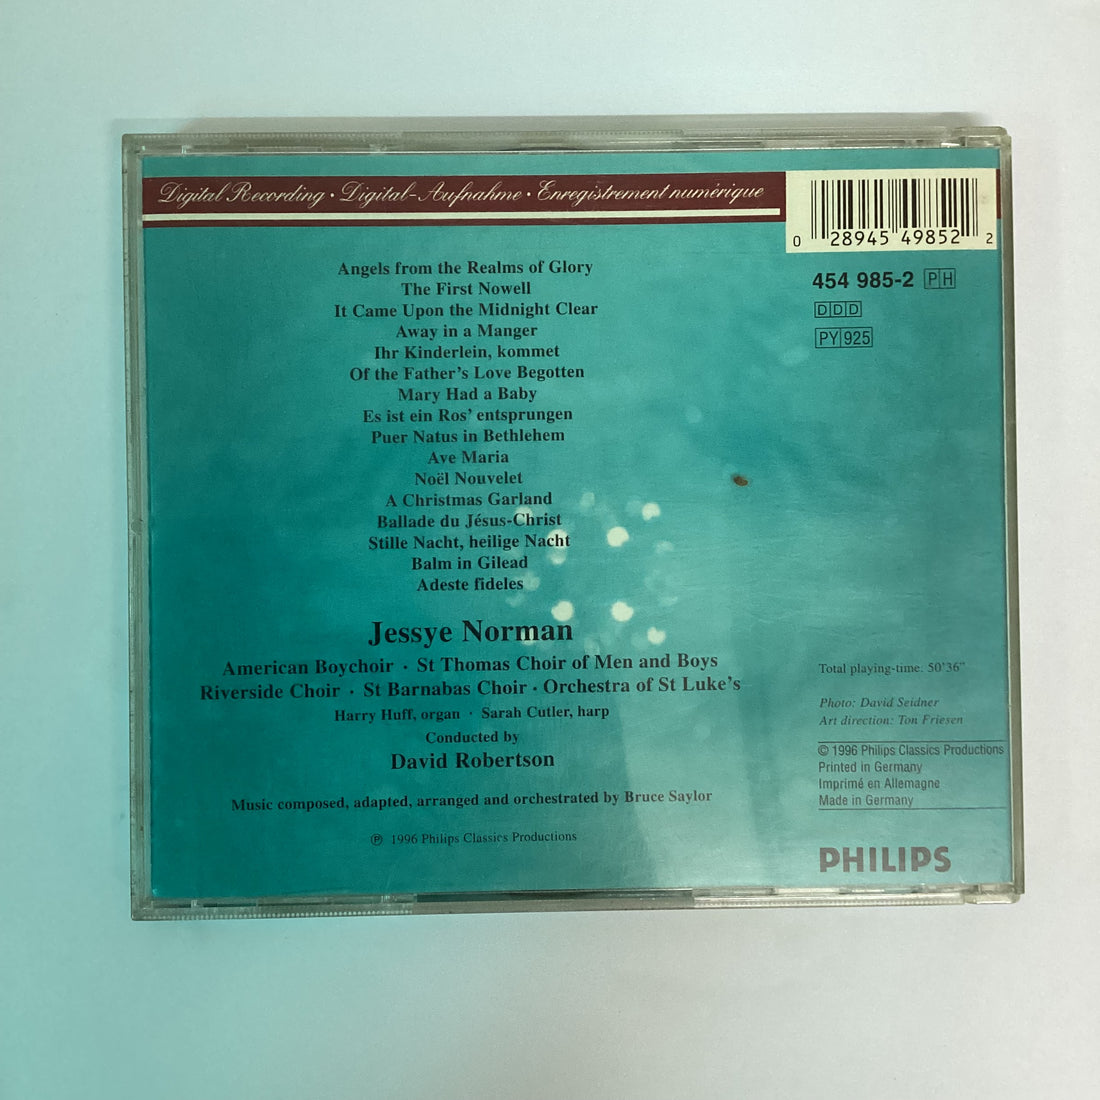 Digital Recording · Digital-Aufnahme · Enregistrement numérique
0 28945 49852 2
454 985-2 PH
DDD
PY 925
Angels from the Realms of Glory
The First Nowell
It Came Upon the Midnight Clear
Away in a Manger
Ihr Kinderlein, kommet
Of the Father's Love Begotten
Mary Had a Baby
Es ist ein Ros' entsprungen
Puer Natus in Bethlehem
Ave Maria
Noël Nouvelet
A Christmas Garland
Ballade du Jésus-Christ
Stille Nacht, heilige Nacht
Balm in Gilead
Adeste fideles
Jessye Norman
American Boychoir · St Thomas Choir of Men and Boys
Riverside Choir · St Barnabas Choir · Orchestra of St Luke's
Harry Huff, organ · Sarah Cutler, harp
Conducted by
David Robertson
Music composed, adapted, arranged and orchestrated by Bruce Saylor
℗ 1996 Philips Classics Productions
Total playing-time: 50'36"
Photo: David Seidner
Art direction: Ton Friesen
© 1996 Philips Classics Productions
Printed in Germany
Imprimé en Allemagne
Made in Germany
PHILIPS